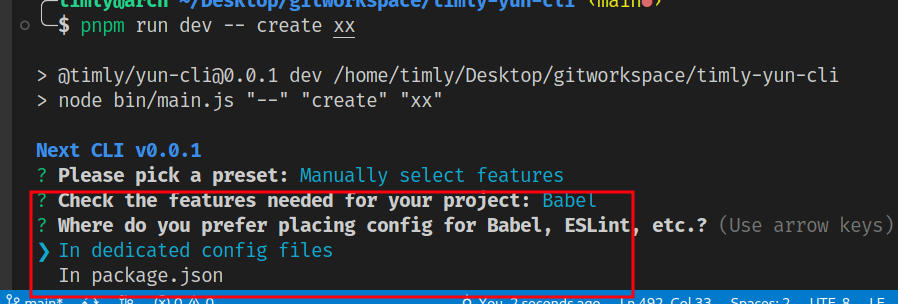 timly@arch ~/Desktop/gitworkspace/timly-yun-cli (main●)
$ pnpm run dev -- create xx
> @timly/yun-cli@0.0.1 dev /home/timly/Desktop/gitworkspace/timly-yun-cli
> node bin/main.js "--" "create" "xx"
Next CLI v0.0.1
? Please pick a preset: Manually select features
? Check the features needed for your project: Babel
? Where do you prefer placing config for Babel, ESLint, etc.? (Use arrow keys)
❯ In dedicated config files
In package.json
main* 0 0 You, 2 seconds ago Ln 492, Col 33 Spaces: 2 UTF-8 LF